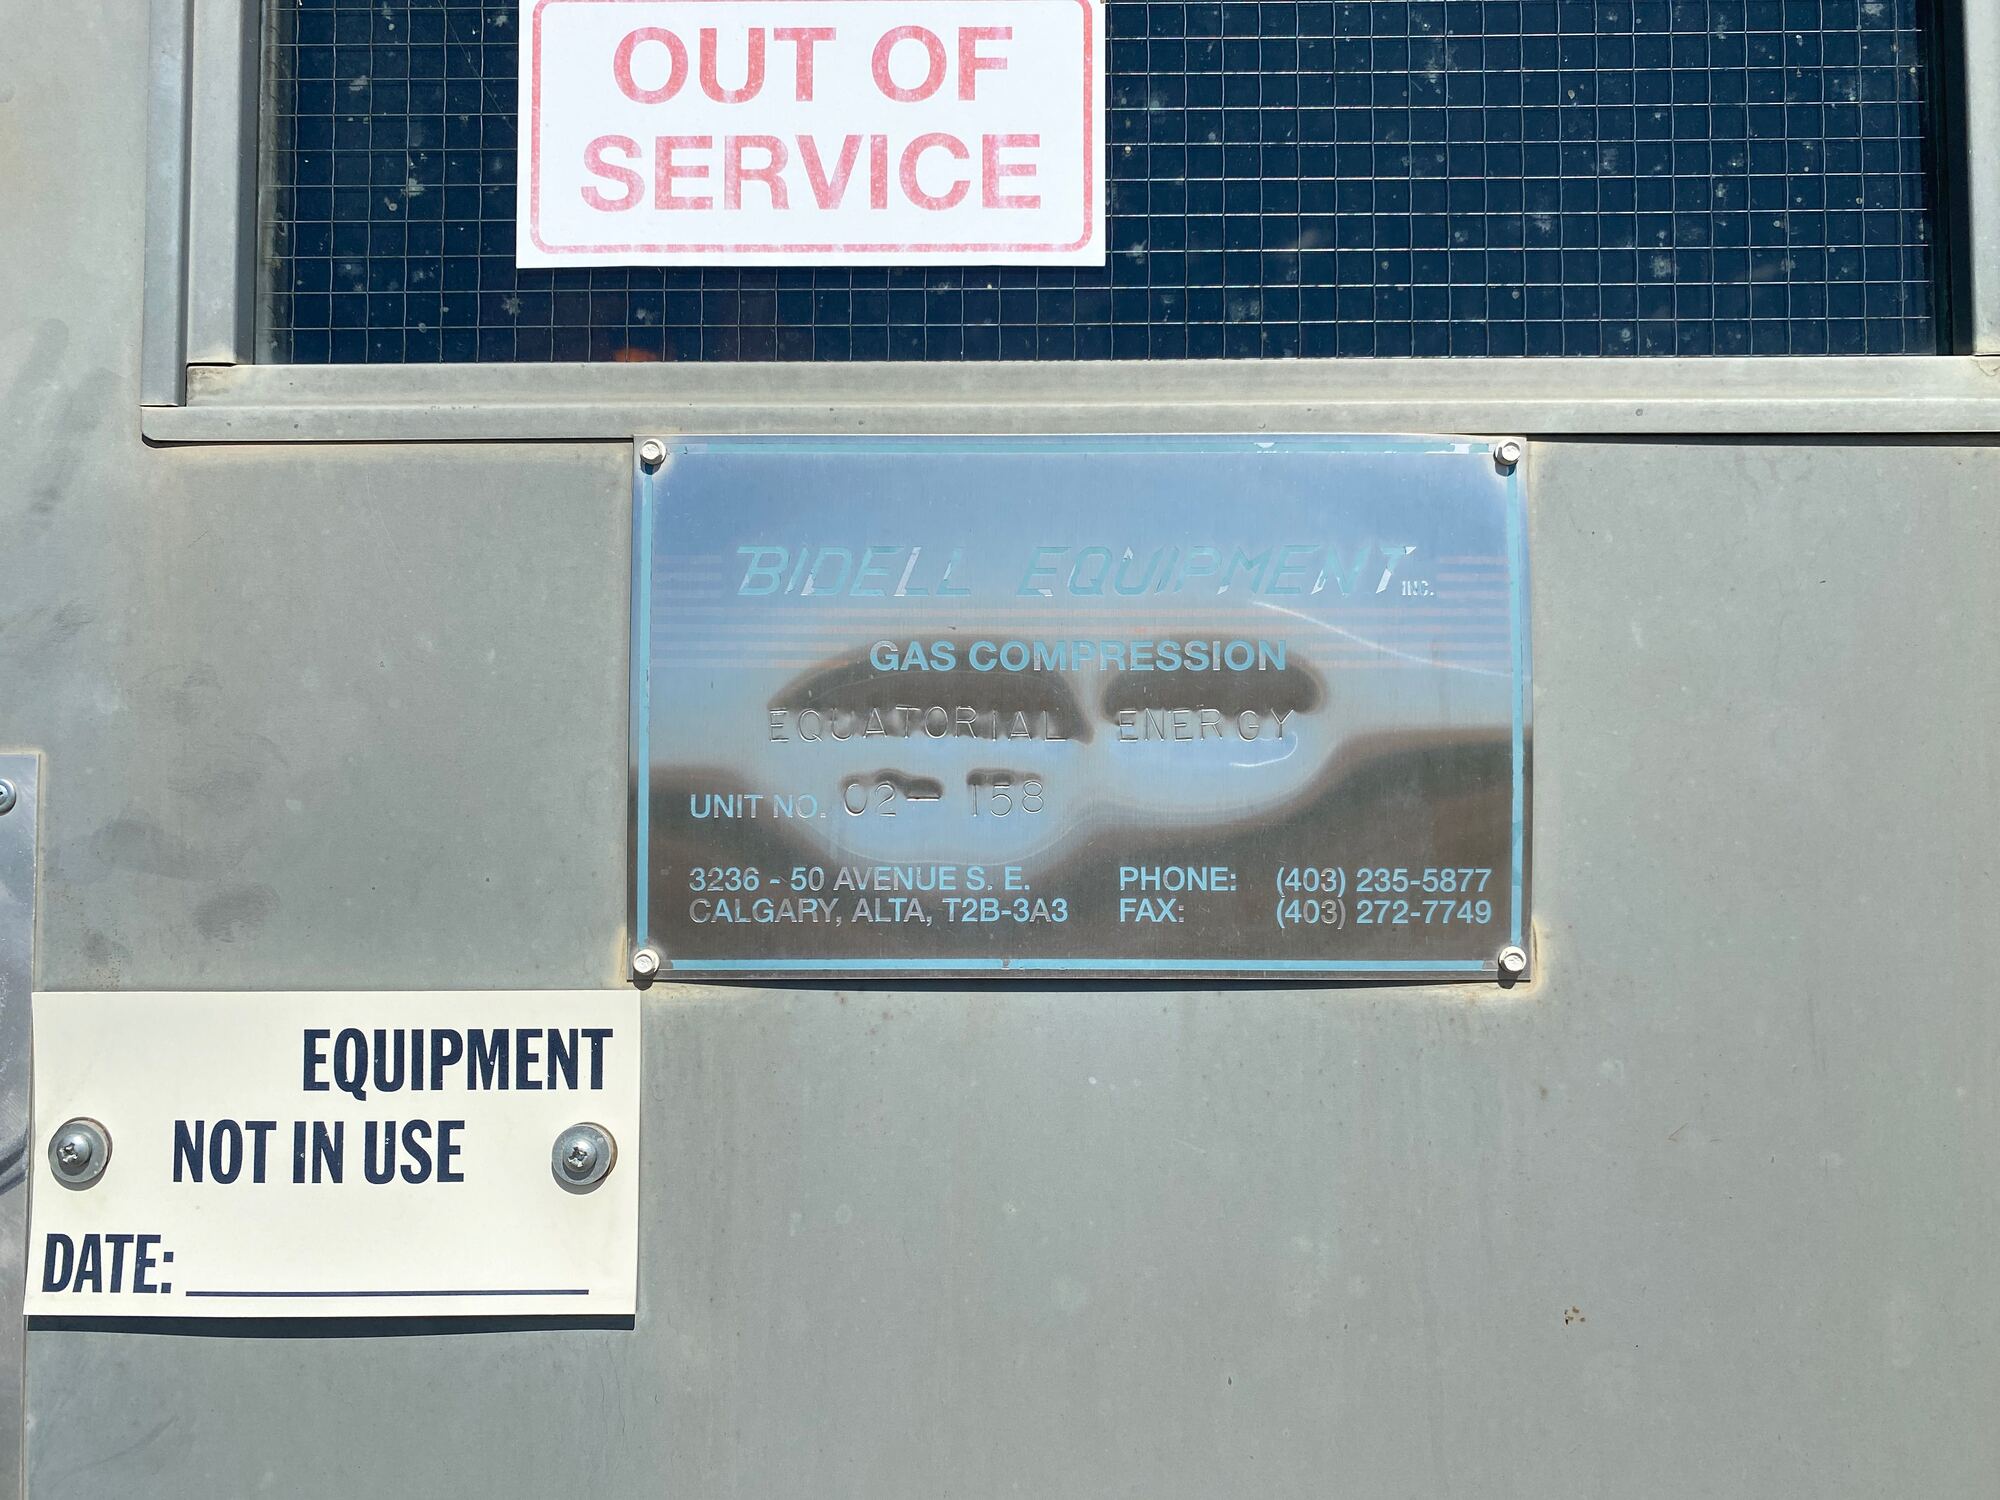 OUT OF
SERVICE
BIDELL EQUIPMENT INC.
GAS COMPRESSION
EQUATORIAL ENERGY
UNIT NO. 02- 158
3236 - 50 AVENUE S. E. PHONE: (403) 235-5877
CALGARY, ALTA, T2B-3A3 FAX: (403) 272-7749
EQUIPMENT
NOT IN USE
DATE: